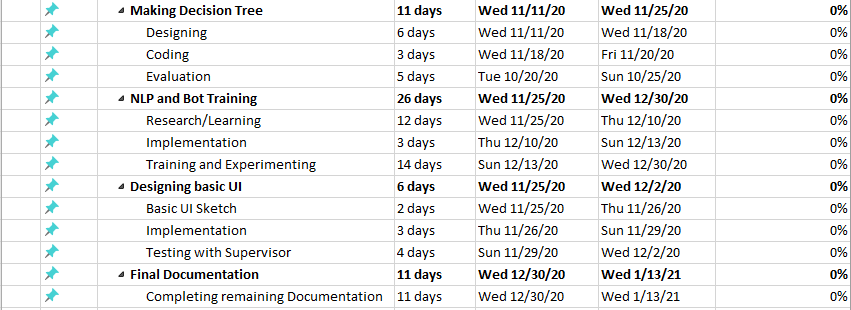 Making Decision Tree 11 days Wed 11/11/20 Wed 11/25/20 0%
Designing 6 days Wed 11/11/20 Wed 11/18/20 0%
Coding 3 days Wed 11/18/20 Fri 11/20/20 0%
Evaluation 5 days Tue 10/20/20 Sun 10/25/20 0%
NLP and Bot Training 26 days Wed 11/25/20 Wed 12/30/20 0%
Research/Learning 12 days Wed 11/25/20 Thu 12/10/20 0%
Implementation 3 days Thu 12/10/20 Sun 12/13/20 0%
Training and Experimenting 14 days Sun 12/13/20 Wed 12/30/20 0%
Designing basic UI 6 days Wed 11/25/20 Wed 12/2/20 0%
Basic UI Sketch 2 days Wed 11/25/20 Thu 11/26/20 0%
Implementation 3 days Thu 11/26/20 Sun 11/29/20 0%
Testing with Supervisor 4 days Sun 11/29/20 Wed 12/2/20 0%
Final Documentation 11 days Wed 12/30/20 Wed 1/13/21 0%
Completing remaining Documentation 11 days Wed 12/30/20 Wed 1/13/21 0%